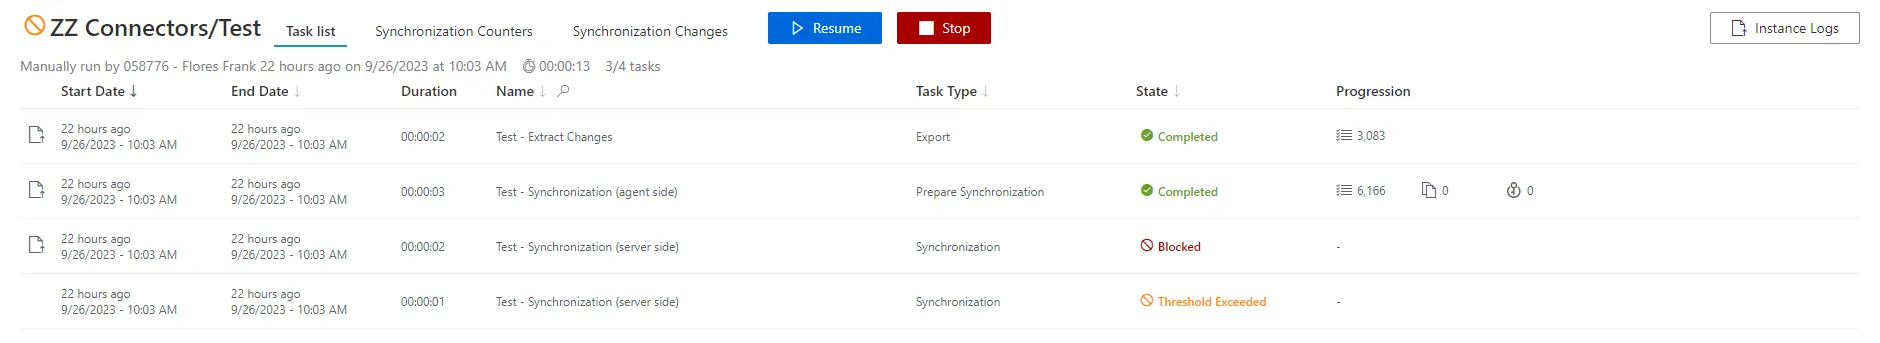 ZZ Connectors/Test Task list Synchronization Counters Synchronization Changes Resume Stop Instance Logs
Manually run by 058776 - Flores Frank 22 hours ago on 9/26/2023 at 10:03 AM 00:00:13 3/4 tasks
Start Date ↓ End Date ↓ Duration Name ↓ Task Type ↓ State ↓ Progression
22 hours ago 22 hours ago
9/26/2023 - 10:03 AM 9/26/2023 - 10:03 AM 00:00:02 Test - Extract Changes Export Completed 3,083
22 hours ago 22 hours ago
9/26/2023 - 10:03 AM 9/26/2023 - 10:03 AM 00:00:03 Test - Synchronization (agent side) Prepare Synchronization Completed 6,166 0 0
22 hours ago 22 hours ago
9/26/2023 - 10:03 AM 9/26/2023 - 10:03 AM 00:00:02 Test - Synchronization (server side) Synchronization Blocked -
22 hours ago 22 hours ago
9/26/2023 - 10:03 AM 9/26/2023 - 10:03 AM 00:00:01 Test - Synchronization (server side) Synchronization Threshold Exceeded -